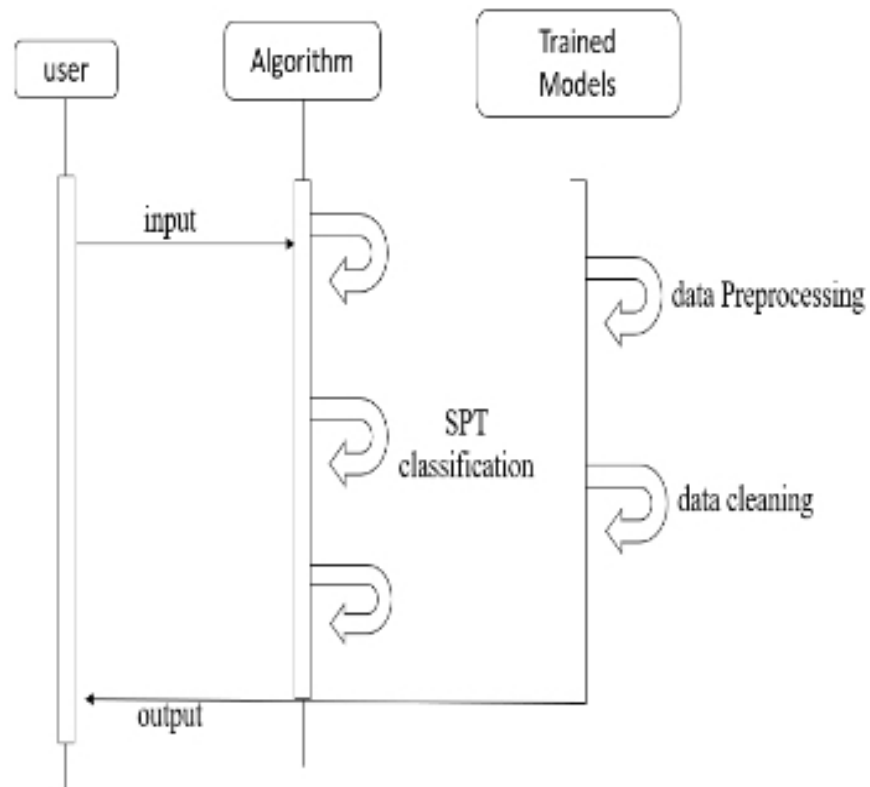 user
Algorithm
Trained
Models
input
data Preprocessing
SPT
classification
data cleaning
output